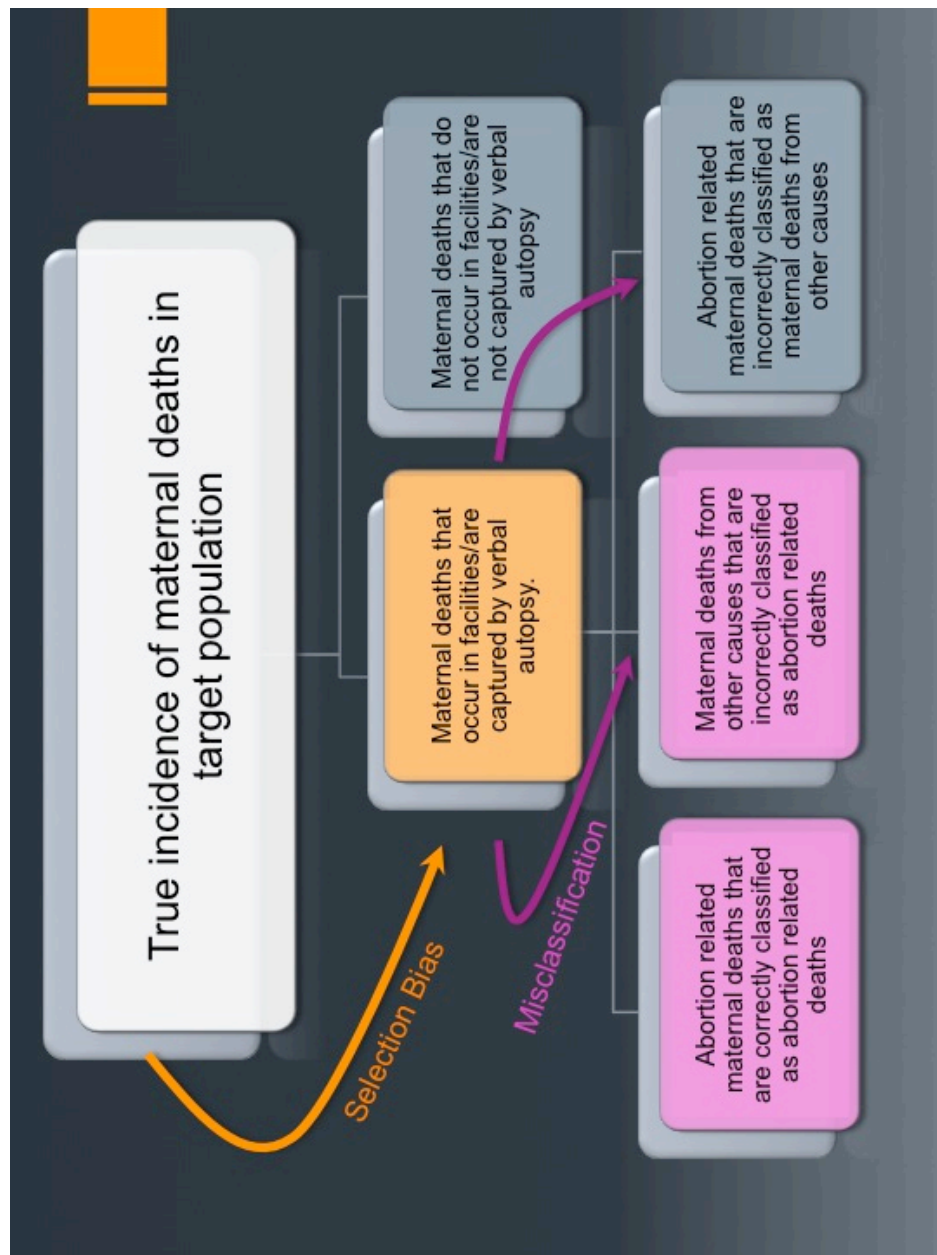 True incidence of maternal deaths in
target population
Selection Bias
Maternal deaths that
occur in facilities/are
captured by verbal
autopsy.
Maternal deaths that do
not occur in facilities/are
not captured by verbal
autopsy
Misclassification
Abortion related
maternal deaths that
are correctly classified
as abortion related
deaths
Maternal deaths from
other causes that are
incorrectly classified
as abortion related
deaths
Abortion related
maternal deaths that are
incorrectly classified as
maternal deaths from
other causes